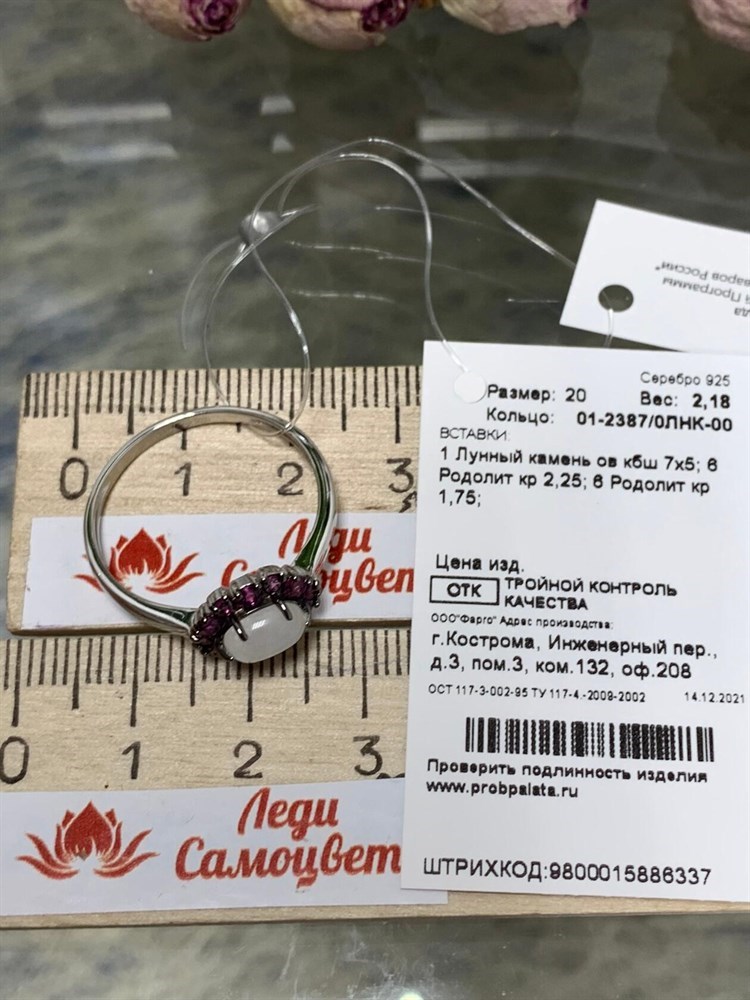 да
й Программы
варов России"
Серебро 925
Размер: 20 Вес: 2,18
Кольцо: 01-2387/0ЛНК-00
ВСТАВКИ:
1 Лунный камень ов кбш 7х5; 6
Родолит кр 2,25; 6 Родолит кр
1,75;
Цена изд.
ОТК ТРОЙНОЙ КОНТРОЛЬ
КАЧЕСТВА
ООО"Фарго" Адрес производства:
г.Кострома, Инженерный пер.,
д.3, пом.3, ком.132, оф.208
ОСТ 117-3-002-95 ТУ 117-4.-2009-2002 14.12.2021
Проверить подлинность изделия
www.probpalata.ru
ШТРИХКОД:9800015886337
0 1 2 3
Леди
Самоцвет
0 1 2 3
Леди
Самоцвет